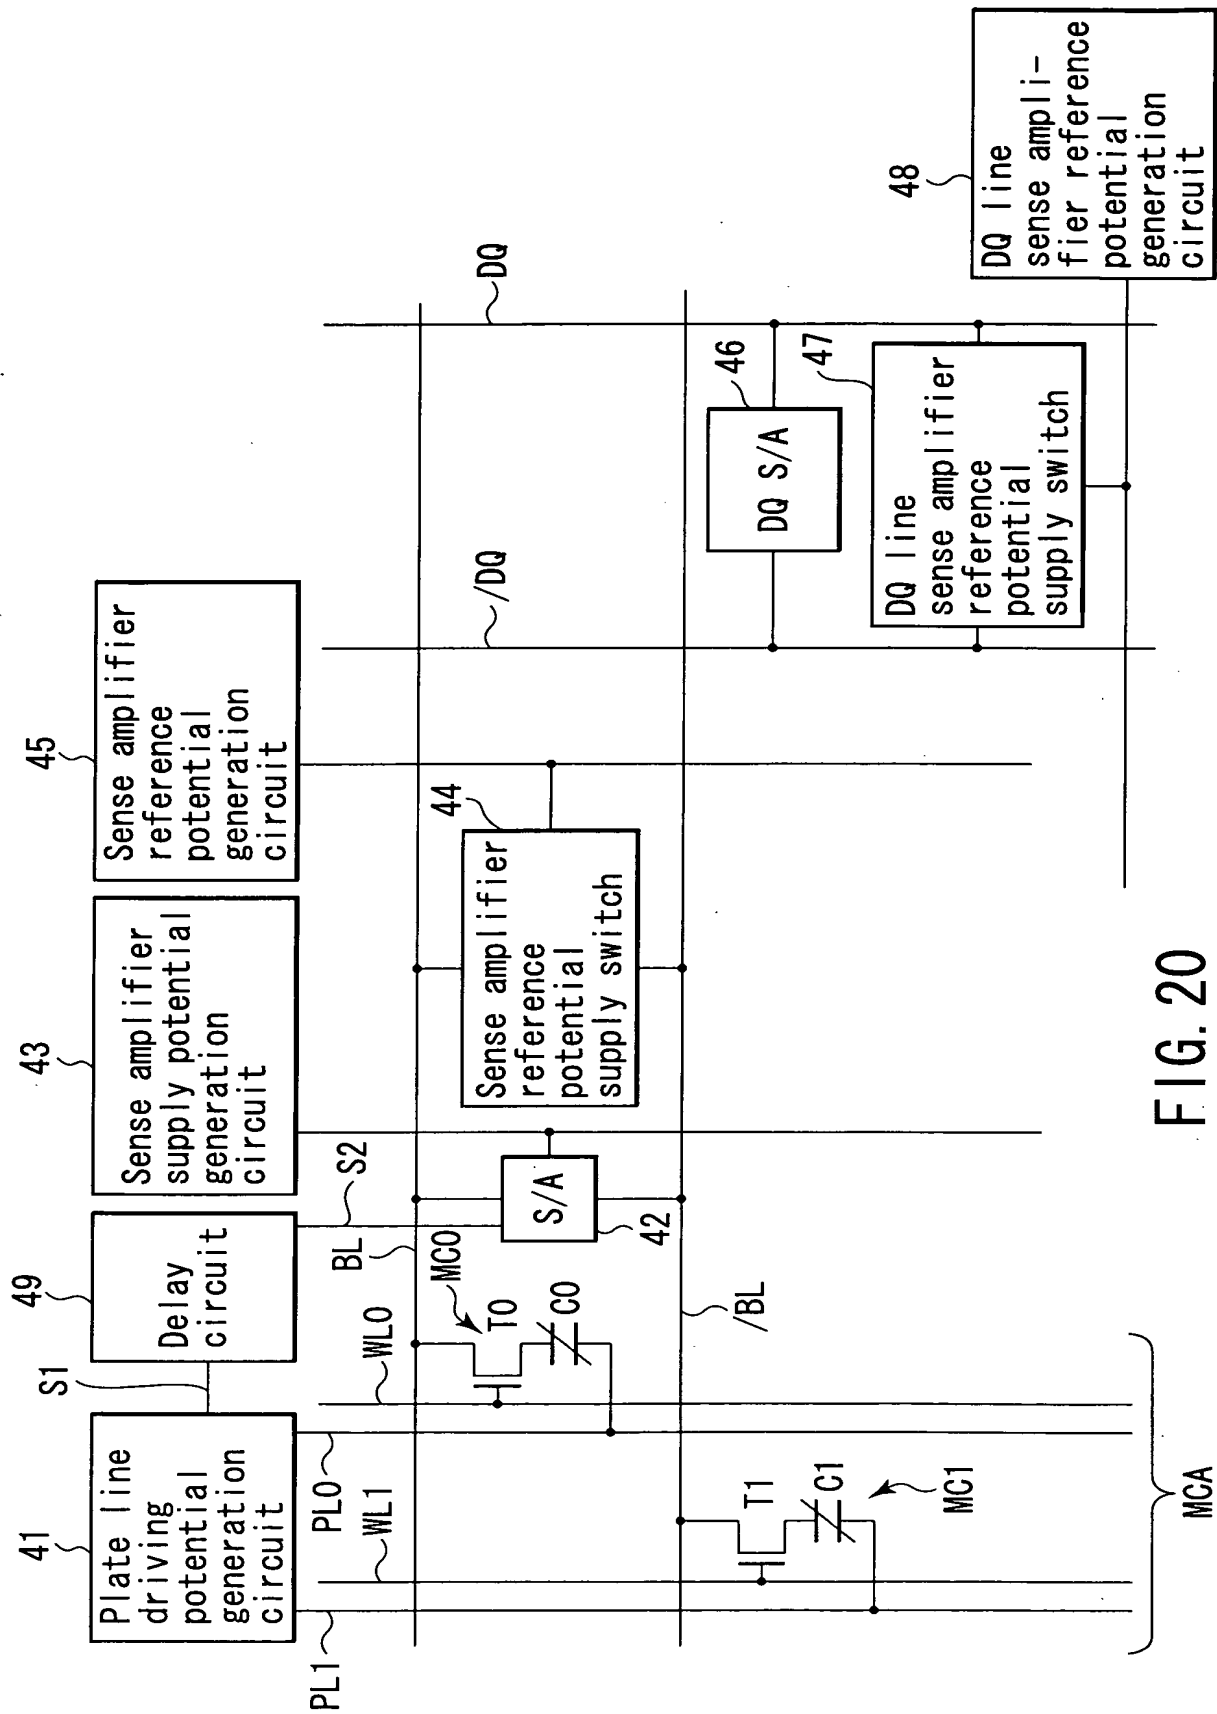 41
Plate line
driving
potential
generation
circuit
S1
49
Delay
circuit
43
Sense amplifier
supply potential
generation
circuit
45
Sense amplifier
reference
potential
generation
circuit
PL1
PL0
WL1
WL0
BL
S2
MC0
T0
C0
S/A
42
44
Sense amplifier
reference
potential
supply switch
/DQ
DQ
/BL
T1
C1
MC1
46
DQ S/A
47
DQ line
sense amplifier
reference
potential
supply switch
48
DQ line
sense ampli-
fier reference
potential
generation
circuit
MCA
FIG. 20